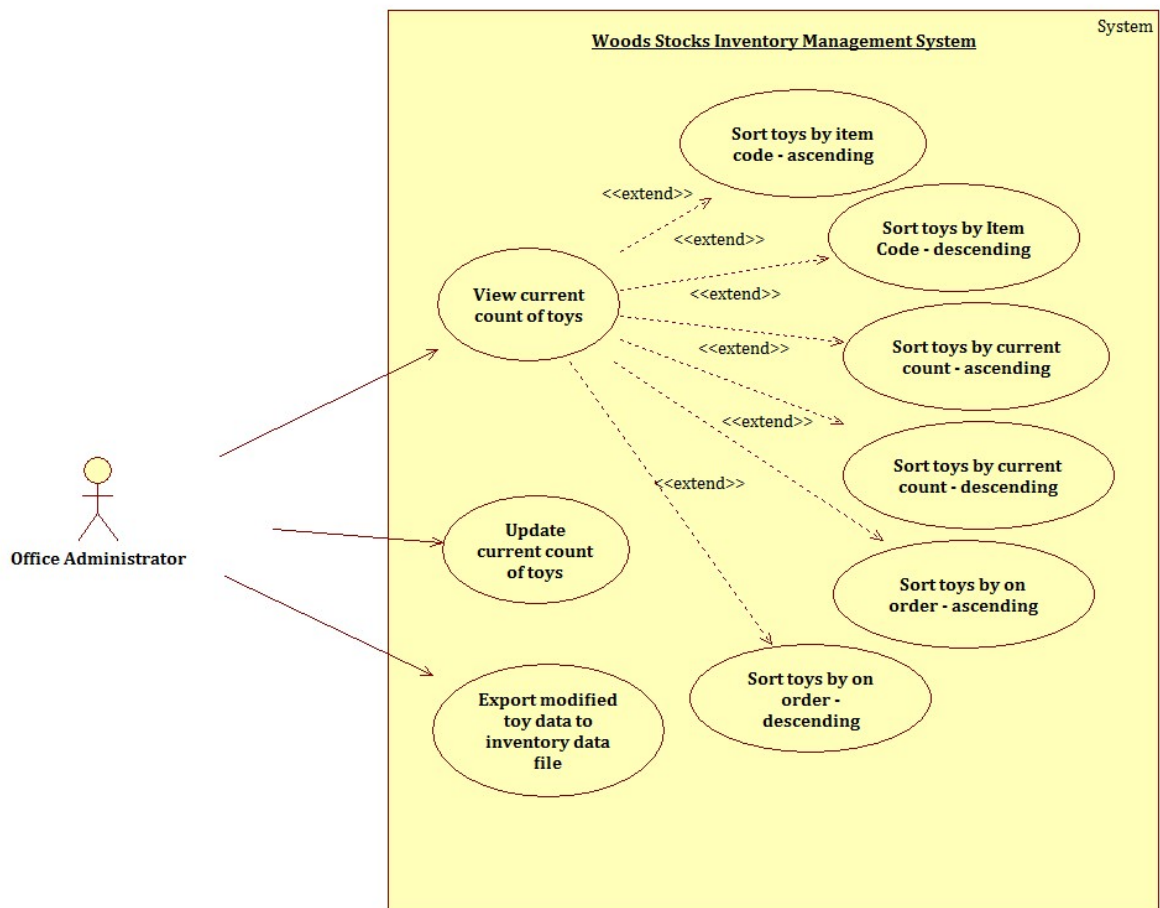 System
Woods Stocks Inventory Management System
Sort toys by item
code - ascending
<<extend>>
Sort toys by Item
Code - descending
<<extend>>
View current
count of toys
<<extend>>
Sort toys by current
count - ascending
<<extend>>
Sort toys by current
count - descending
<<extend>>
<<extend>>
Update
current count
of toys
Office Administrator
Sort toys by on
order - ascending
Sort toys by on
order -
descending
Export modified
toy data to
inventory data
file